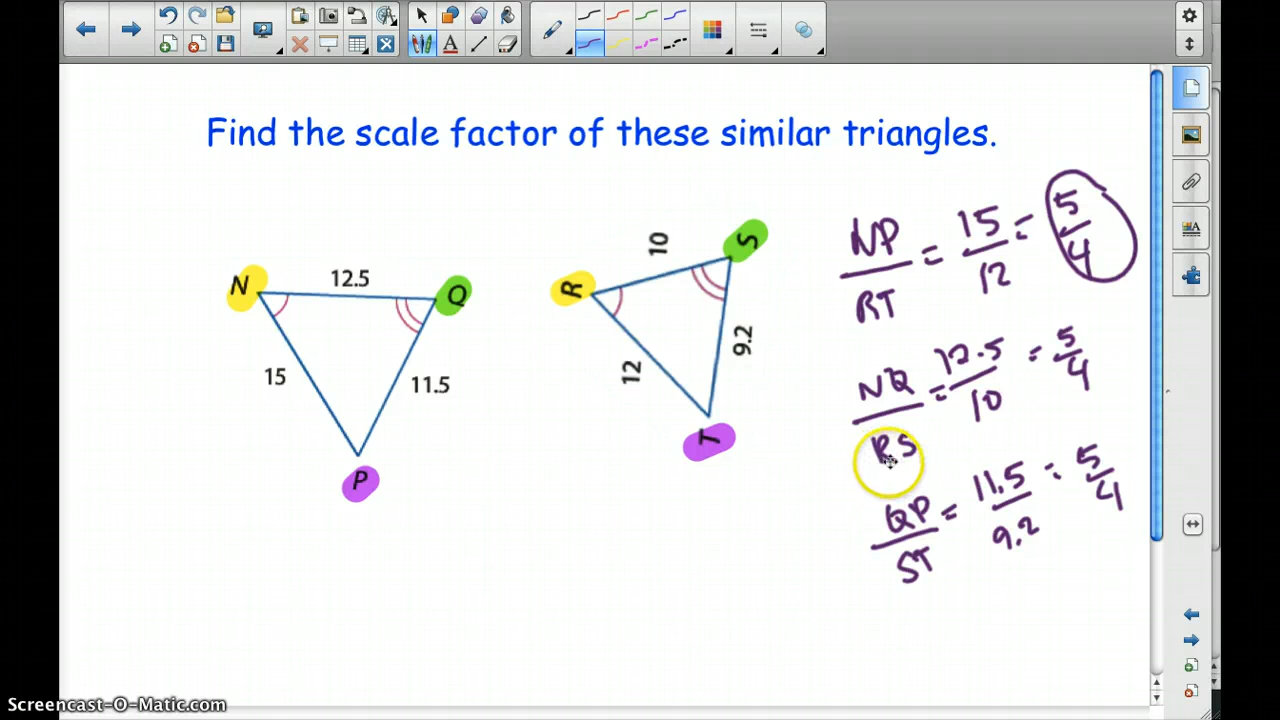 Find the scale factor of these similar triangles.
N
12.5
Q
15
11.5
P
R
10
S
12
9.2
T
NP/RT = 15/12 = 5/4
NQ/RS = 12.5/10 = 5/4
QP/ST = 11.5/9.2 = 5/4
A
Screencast-O-Matic.com